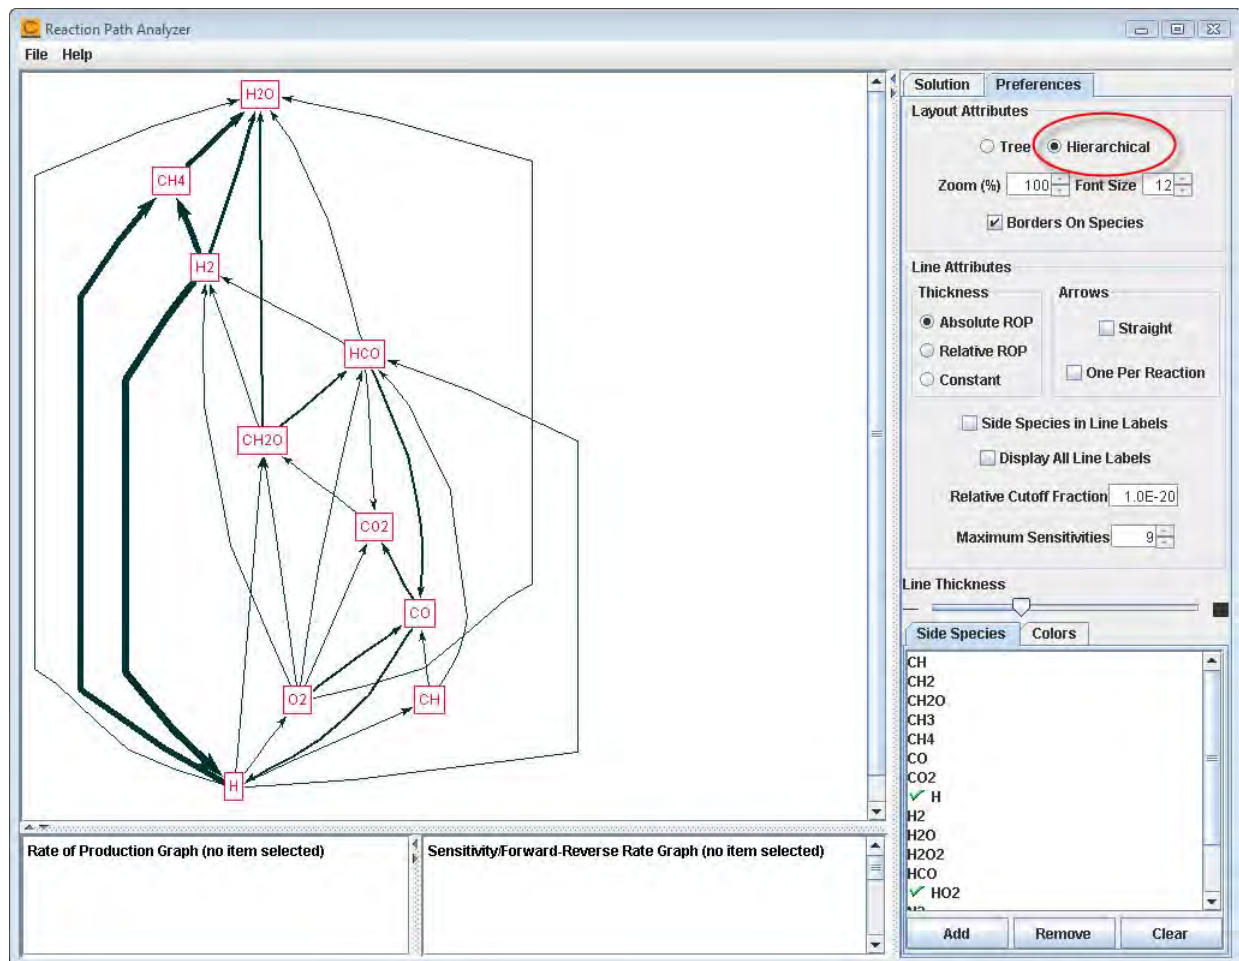 Reaction Path Analyzer
File Help
H2O
CH4
H2
HCO
CH2O
CO2
CO
O2
CH
H
Rate of Production Graph (no item selected)
Sensitivity/Forward-Reverse Rate Graph (no item selected)
Solution Preferences
Layout Attributes
Tree Hierarchical
Zoom (%) 100 Font Size 12
Borders On Species
Line Attributes
Thickness
Absolute ROP
Relative ROP
Constant
Arrows
Straight
One Per Reaction
Side Species in Line Labels
Display All Line Labels
Relative Cutoff Fraction 1.0E-20
Maximum Sensitivities 9
Line Thickness
Side Species Colors
CH
CH2
CH2O
CH3
CH4
CO
CO2
H
H2
H2O
H2O2
HCO
HO2
Add Remove Clear